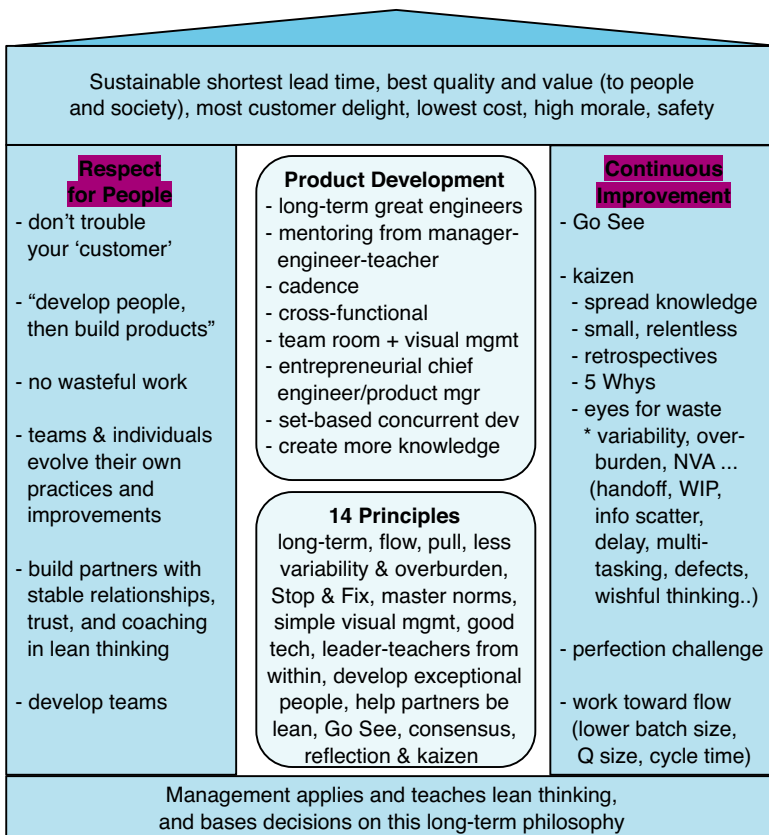 Sustainable shortest lead time, best quality and value (to people
and society), most customer delight, lowest cost, high morale, safety
Respect
for People
- don’t trouble
your ‘customer’
- “develop people,
then build products”
- no wasteful work
- teams & individuals
evolve their own
practices and
improvements
- build partners with
stable relationships,
trust, and coaching
in lean thinking
- develop teams
Product Development
- long-term great engineers
- mentoring from manager-
engineer-teacher
- cadence
- cross-functional
- team room + visual mgmt
- entrepreneurial chief
engineer/product mgr
- set-based concurrent dev
- create more knowledge
14 Principles
long-term, flow, pull, less
variability & overburden,
Stop & Fix, master norms,
simple visual mgmt, good
tech, leader-teachers from
within, develop exceptional
people, help partners be
lean, Go See, consensus,
reflection & kaizen
Continuous
Improvement
- Go See
- kaizen
- spread knowledge
- small, relentless
- retrospectives
- 5 Whys
- eyes for waste
* variability, over-
burden, NVA ...
(handoff, WIP,
info scatter,
delay, multi-
tasking, defects,
wishful thinking..)
- perfection challenge
- work toward flow
(lower batch size,
Q size, cycle time)
Management applies and teaches lean thinking,
and bases decisions on this long-term philosophy